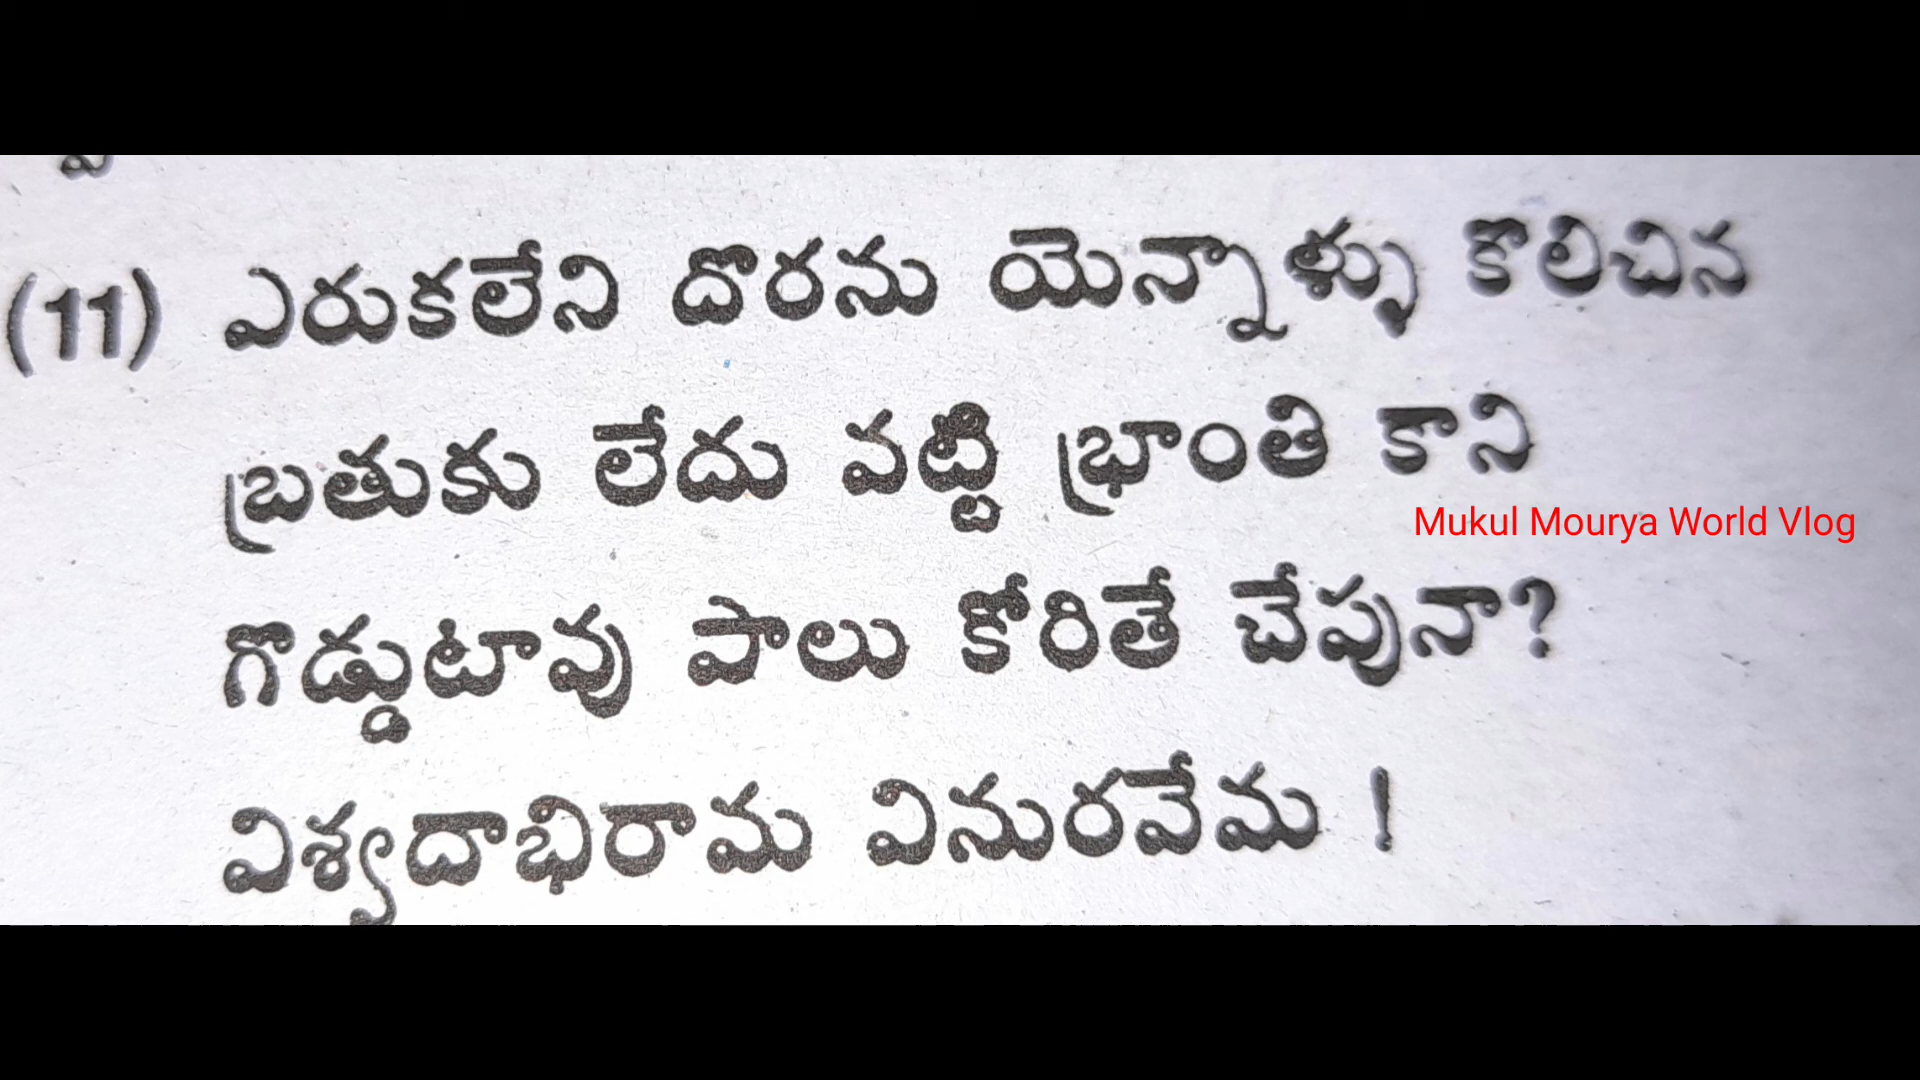 (11) ఎరుకలేని దొరను యెన్నాళ్ళు కొలిచిన
బ్రతుకు లేదు వట్టి భ్రాంతి కాని
Mukul Mourya World Vlog
గొడ్డుటావు పాలు కోరితే చేపునా?
విశ్వదాభిరామ వినురవేమ !